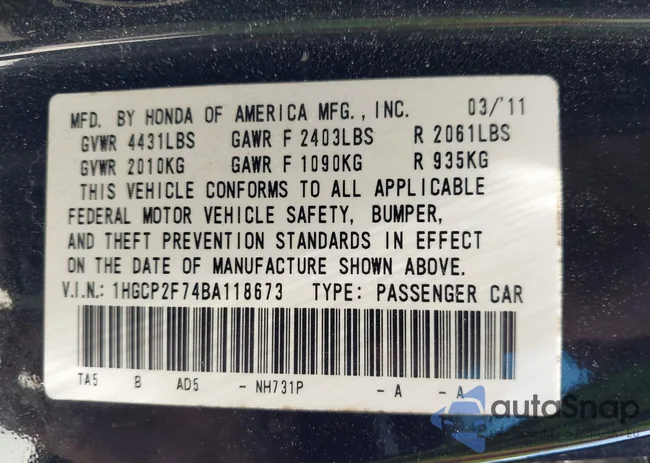 MFD. BY HONDA OF AMERICA MFG., INC. 03/'11
GVWR 4431LBS GAWR F 2403LBS R 2061LBS
GVWR 2010KG GAWR F 1090KG R 935KG
THIS VEHICLE CONFORMS TO ALL APPLICABLE
FEDERAL MOTOR VEHICLE SAFETY, BUMPER,
AND THEFT PREVENTION STANDARDS IN EFFECT
ON THE DATE OF MANUFACTURE SHOWN ABOVE.
V.I.N.: 1HGCP2F74BA118673 TYPE: PASSENGER CAR
TA5 B AD5 - NH731P - A - A
autoSnap